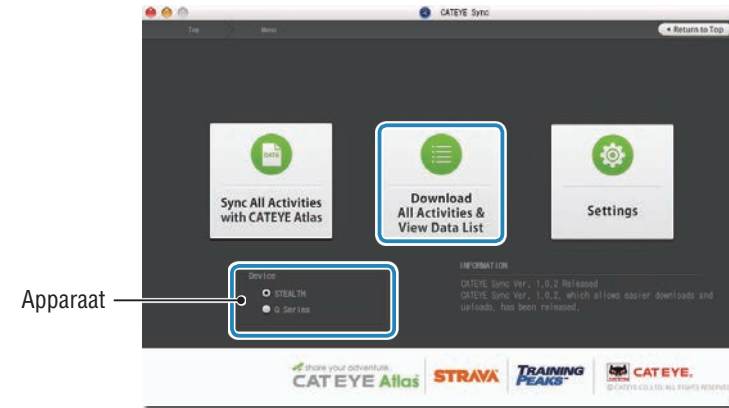 CATEYE Sync
Top
Menu
Return to Top
DATA
Sync All Activities
with CATEYE Atlas
Download
All Activities &
View Data List
Settings
Apparaat
Device
STEALTH
Q Series
INFORMATION
CATEYE Sync Ver. 1.0.2 Released
CATEYE Sync Ver. 1.0.2, which allows easier downloads and
uploads, has been released.
share your adventure.
CATEYE Atlas
STRAVA
TRAINING
PEAKS
CATEYE
CATEYE.
© CATEYE CO.,LTD. ALL RIGHTS RESERVED